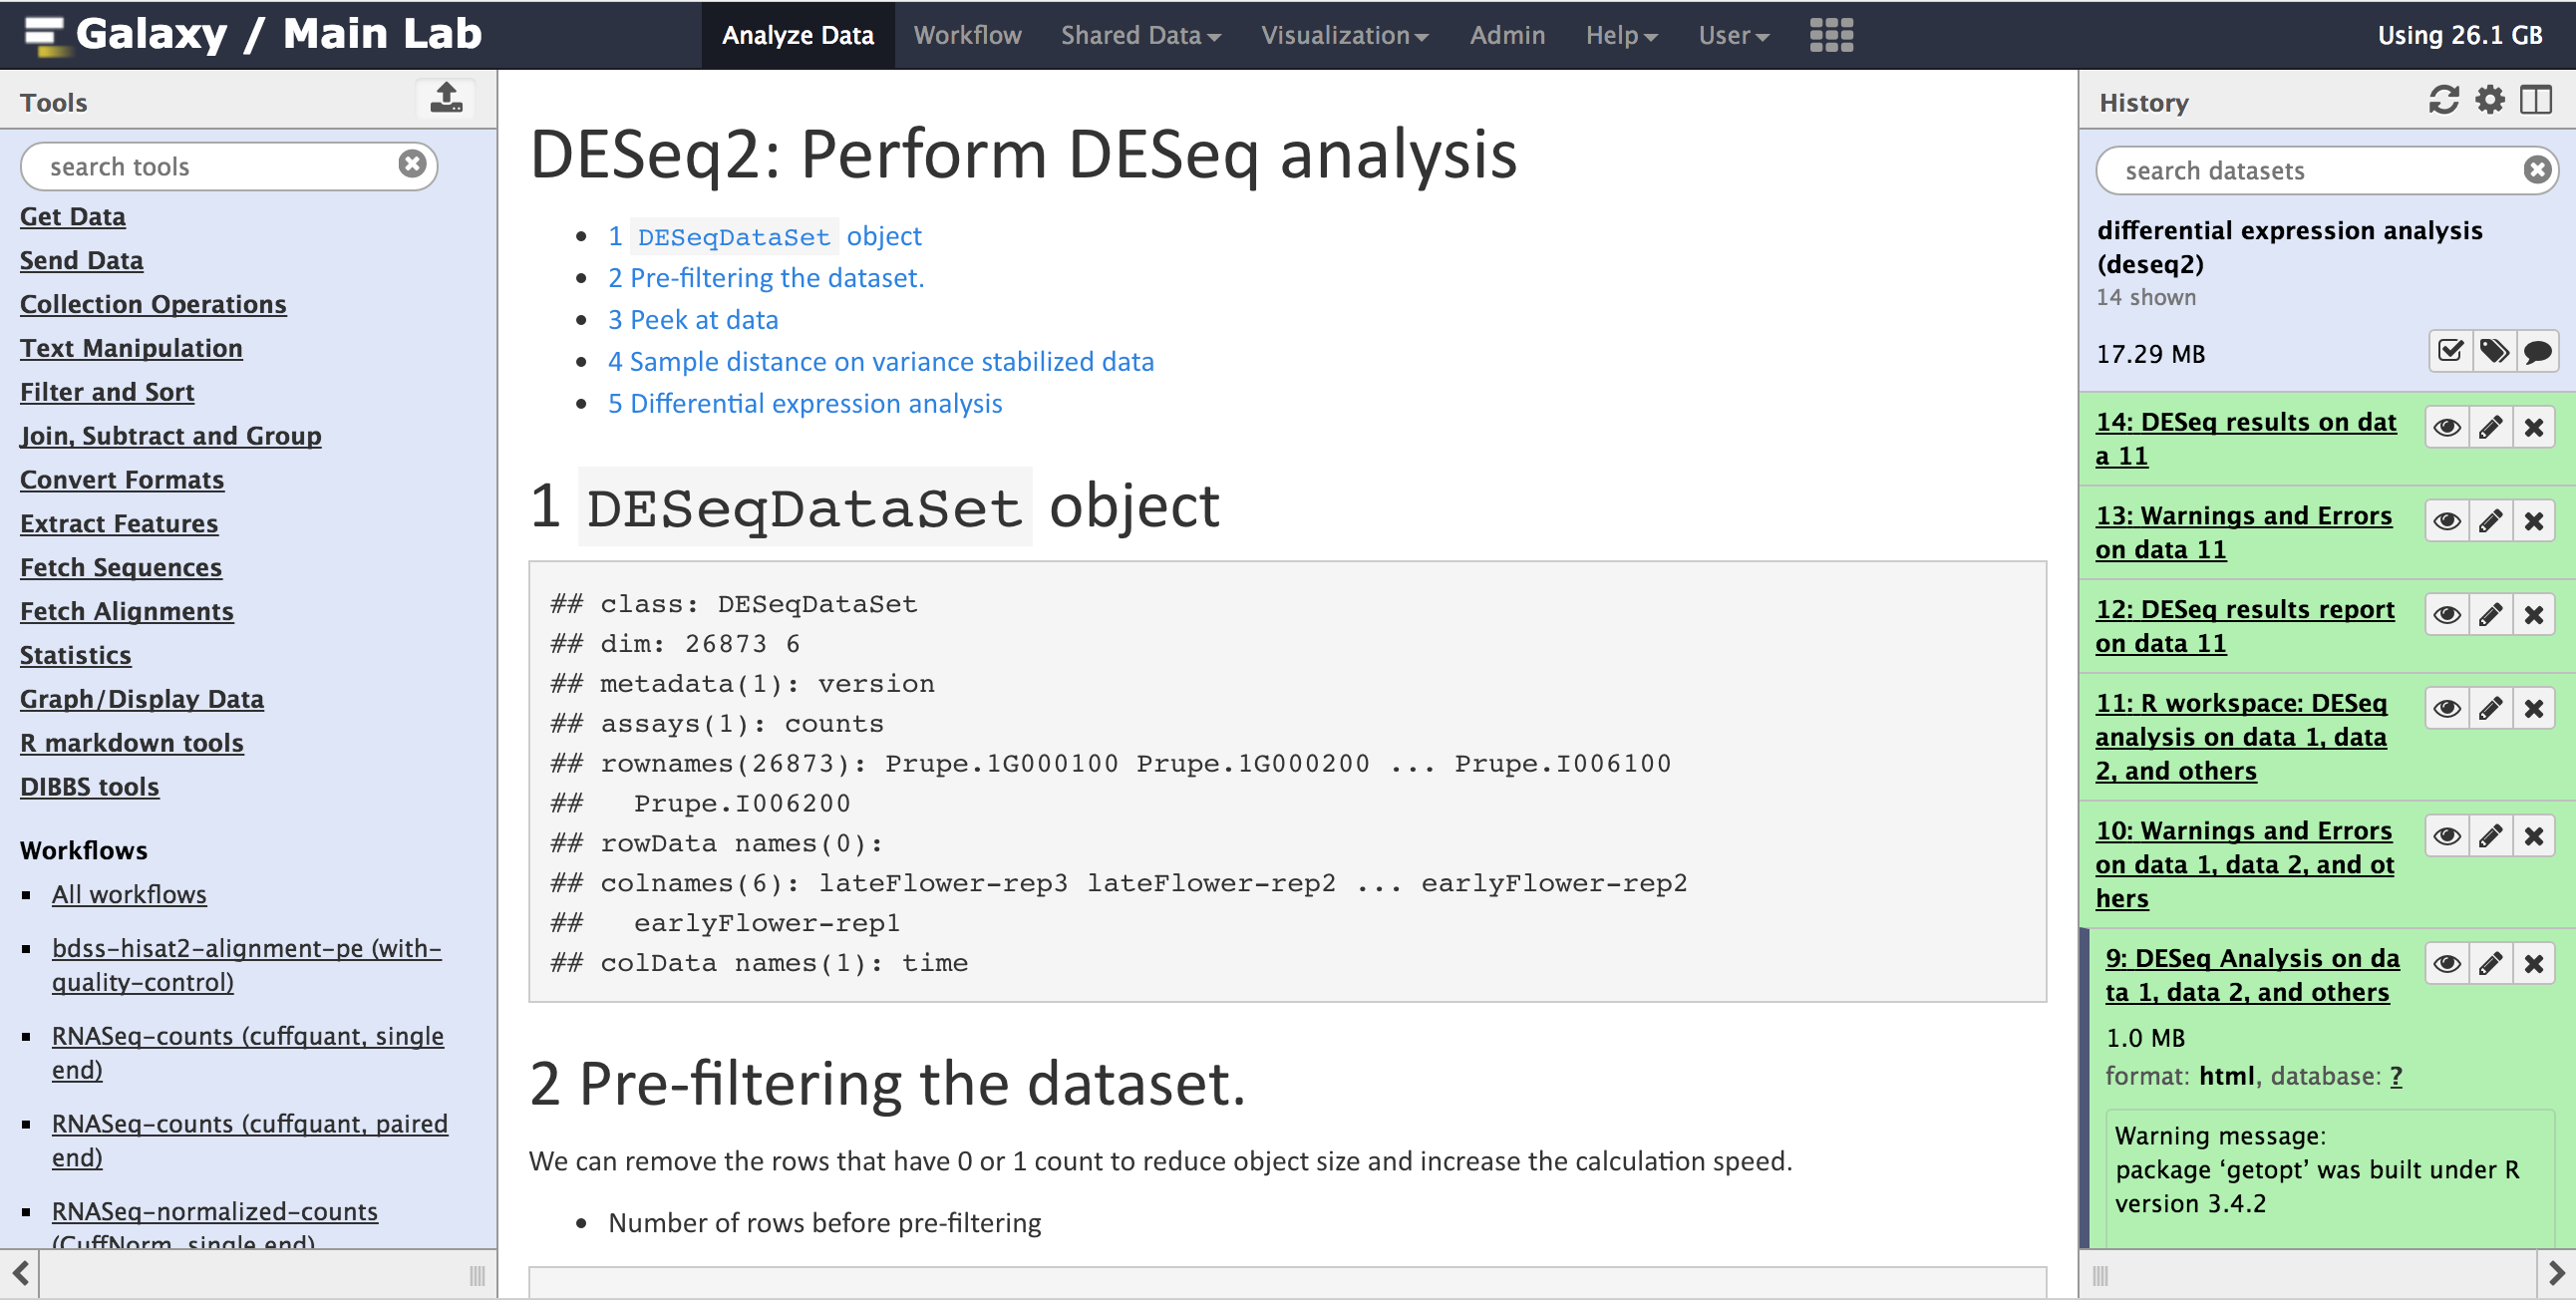 Galaxy / Main Lab
Analyze Data
Workflow
Shared Data
Visualization
Admin
Help
User
Using 26.1 GB
Tools
search tools
Get Data
Send Data
Collection Operations
Text Manipulation
Filter and Sort
Join, Subtract and Group
Convert Formats
Extract Features
Fetch Sequences
Fetch Alignments
Statistics
Graph/Display Data
R markdown tools
DIBBS tools
Workflows
All workflows
bdss-hisat2-alignment-pe (with-
quality-control)
RNASeq-counts (cuffquant, single
end)
RNASeq-counts (cuffquant, paired
end)
RNASeq-normalized-counts
(CuffNorm, single end)
DESeq2: Perform DESeq analysis
1 DESeqDataSet object
2 Pre-filtering the dataset.
3 Peek at data
4 Sample distance on variance stabilized data
5 Differential expression analysis
1 DESeqDataSet object
## class: DESeqDataSet
## dim: 26873 6
## metadata(1): version
## assays(1): counts
## rownames(26873): Prupe.1G000100 Prupe.1G000200 ... Prupe.I006100
##   Prupe.I006200
## rowData names(0):
## colnames(6): lateFlower-rep3 lateFlower-rep2 ... earlyFlower-rep2
##   earlyFlower-rep1
## colData names(1): time
2 Pre-filtering the dataset.
We can remove the rows that have 0 or 1 count to reduce object size and increase the calculation speed.
Number of rows before pre-filtering
History
search datasets
differential expression analysis
(deseq2)
14 shown
17.29 MB
14: DESeq results on dat
a 11
13: Warnings and Errors
on data 11
12: DESeq results report
on data 11
11: R workspace: DESeq
analysis on data 1, data
2, and others
10: Warnings and Errors
on data 1, data 2, and ot
hers
9: DESeq Analysis on da
ta 1, data 2, and others
1.0 MB
format: html, database: ?
Warning message:
package ‘getopt’ was built under R
version 3.4.2